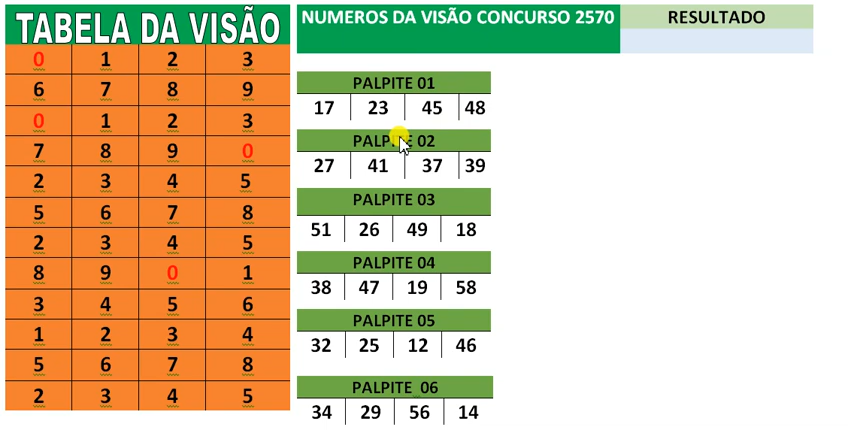 TABELA DA VISÃO
0 1 2 3
6 7 8 9
0 1 2 3
7 8 9 0
2 3 4 5
5 6 7 8
2 3 4 5
8 9 0 1
3 4 5 6
1 2 3 4
5 6 7 8
2 3 4 5
NUMEROS DA VISÃO CONCURSO 2570
RESULTADO
PALPITE 01
17 23 45 48
PALPITE 02
27 41 37 39
PALPITE 03
51 26 49 18
PALPITE 04
38 47 19 58
PALPITE 05
32 25 12 46
PALPITE 06
34 29 56 14